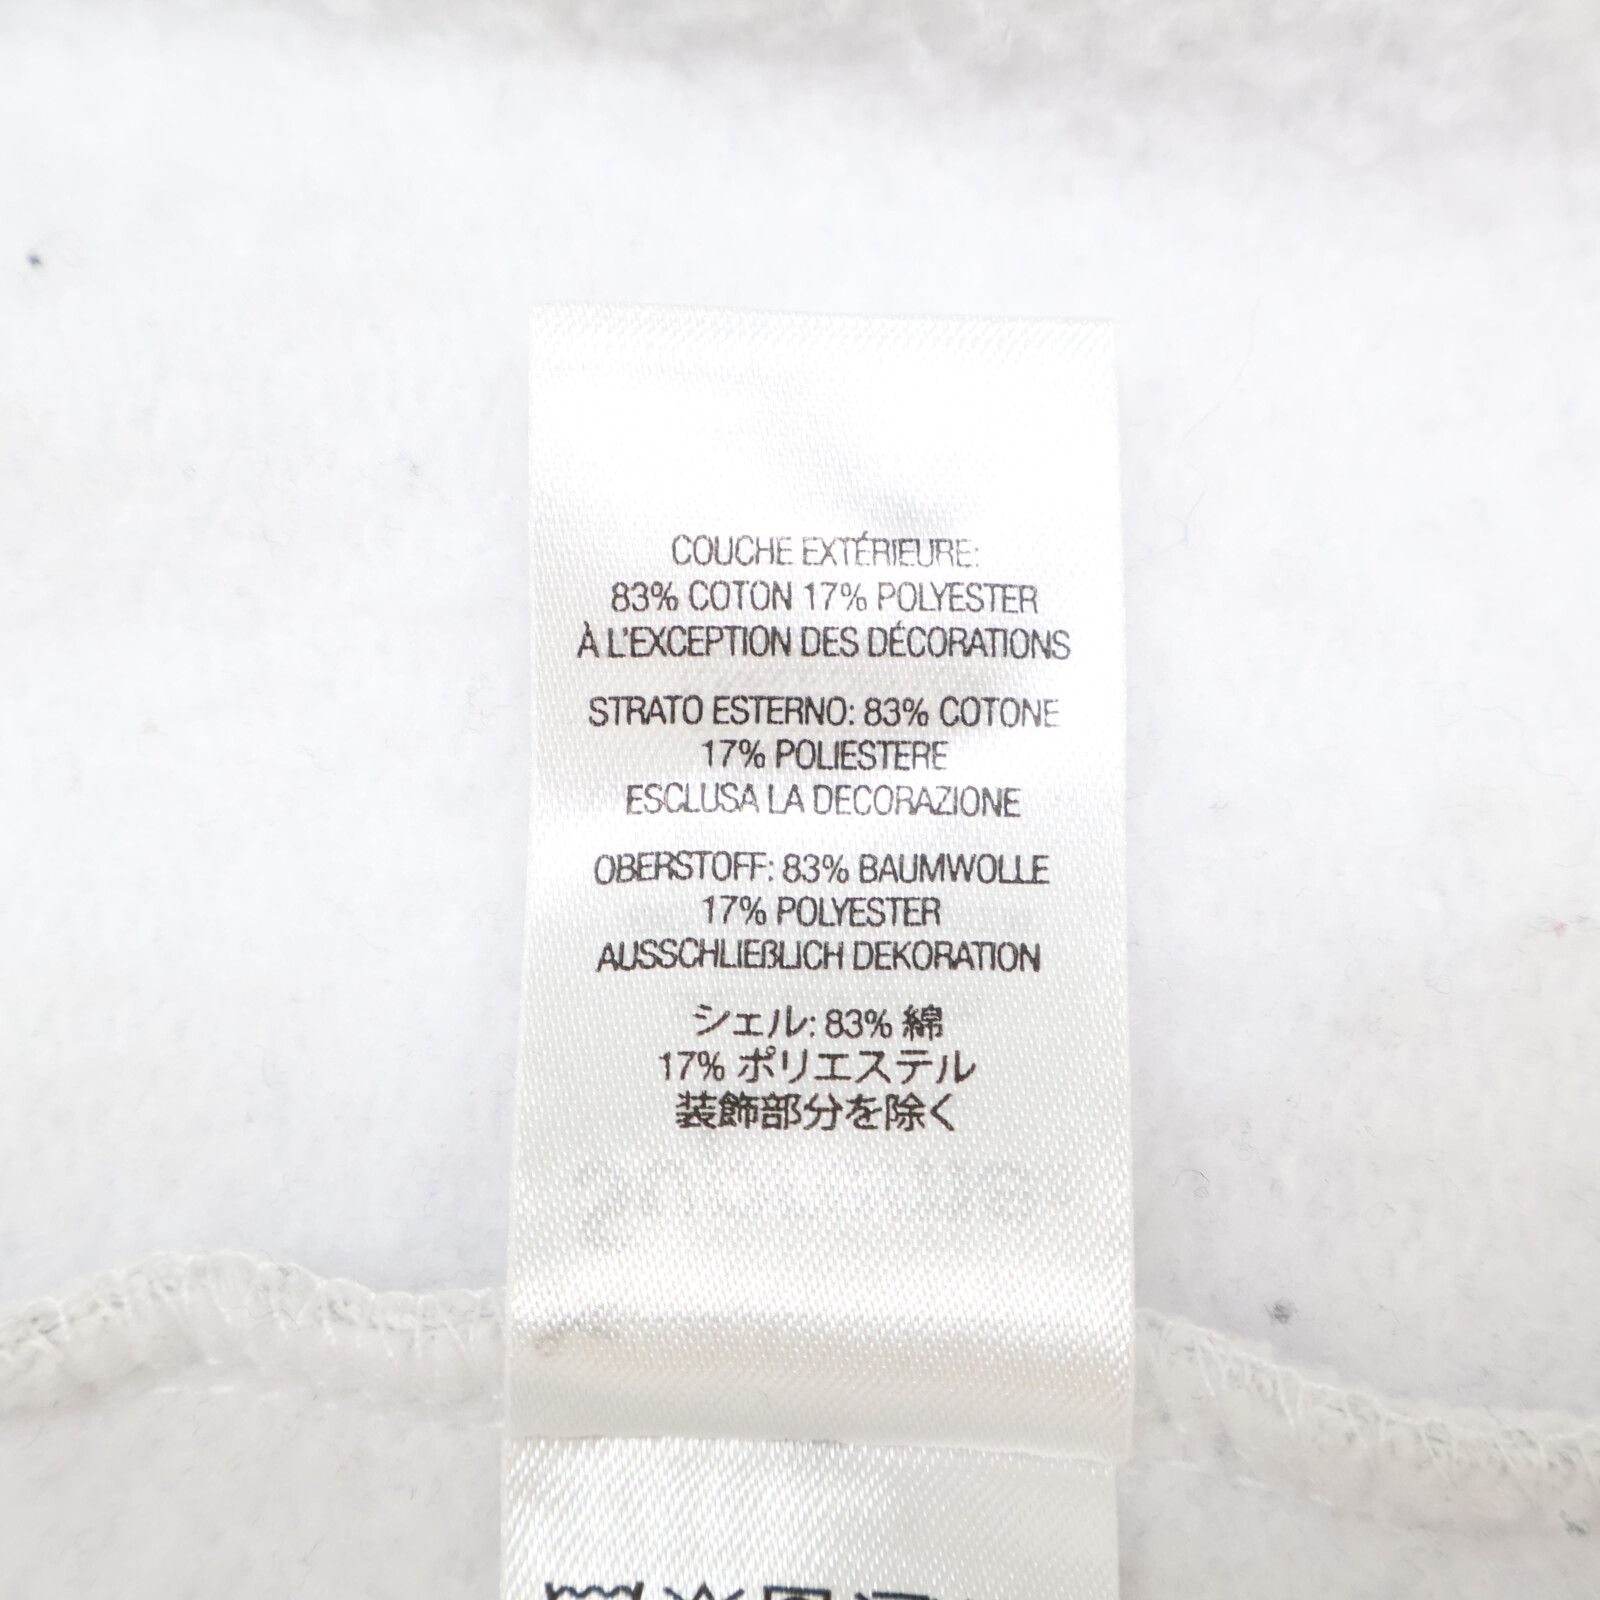 COUCHE EXTÉRIEURE:
83% COTON 17% POLYESTER
À L'EXCEPTION DES DÉCORATIONS
STRATO ESTERNO: 83% COTONE
17% POLIESTERE
ESCLUSA LA DECORAZIONE
OBERSTOFF: 83% BAUMWOLLE
17% POLYESTER
AUSSCHLIEßLICH DEKORATION
シェル: 83% 綿
17% ポリエステル
装飾部分を除く